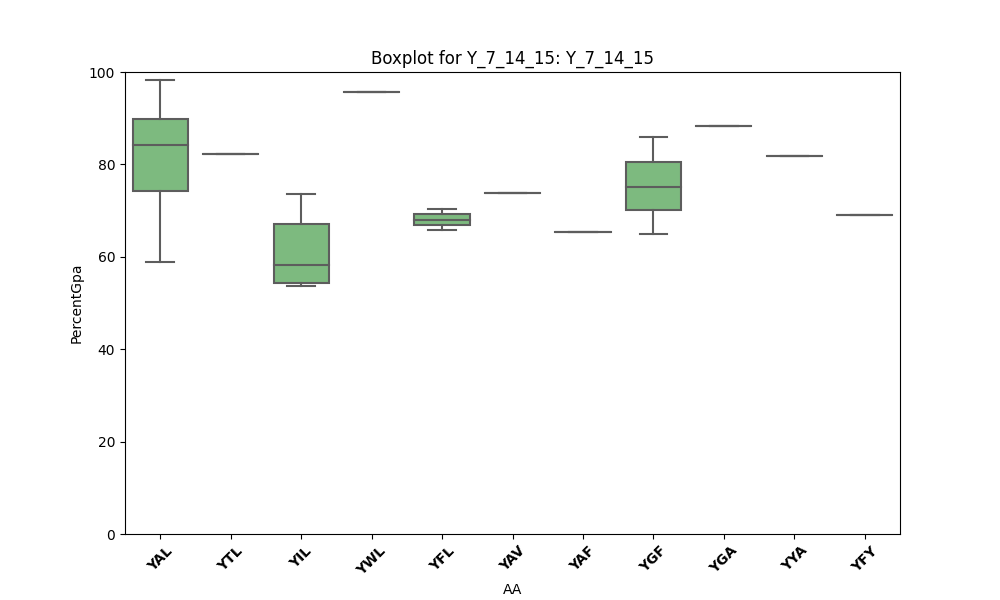 Boxplot for Y_7_14_15: Y_7_14_15
100
80
60
40
20
0
PercentGpa
YAL YTL YIL YWL YFL YAV YAF YGF YGA YYA YFY
AA